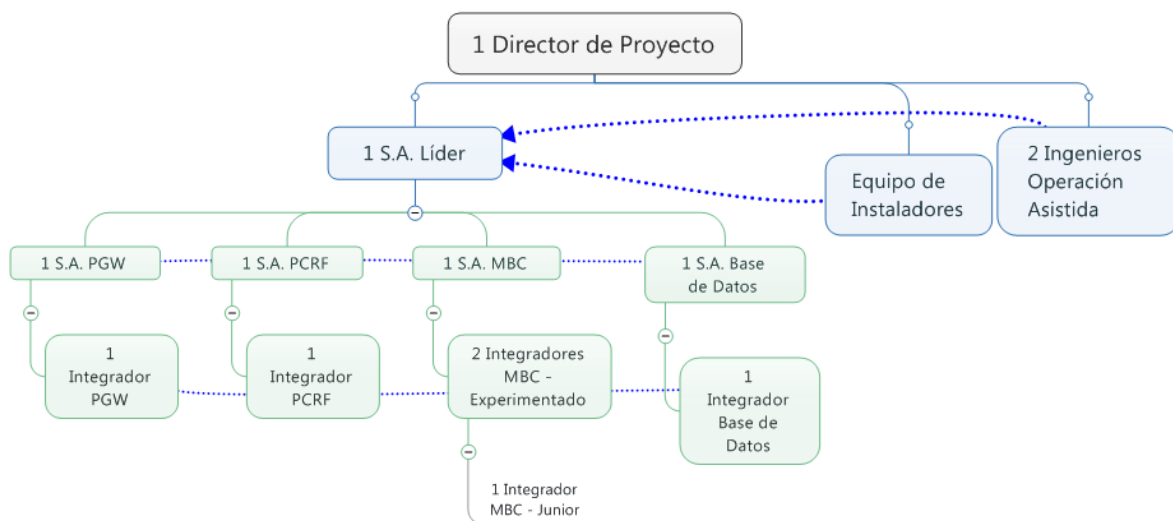 1 Director de Proyecto
1 S.A. Líder
Equipo de
Instaladores
2 Ingenieros
Operación
Asistida
1 S.A. PGW
1 S.A. PCRF
1 S.A. MBC
1 S.A. Base
de Datos
1
Integrador
PGW
1
Integrador
PCRF
2 Integradores
MBC -
Experimentado
1
Integrador
Base de
Datos
1 Integrador
MBC - Junior